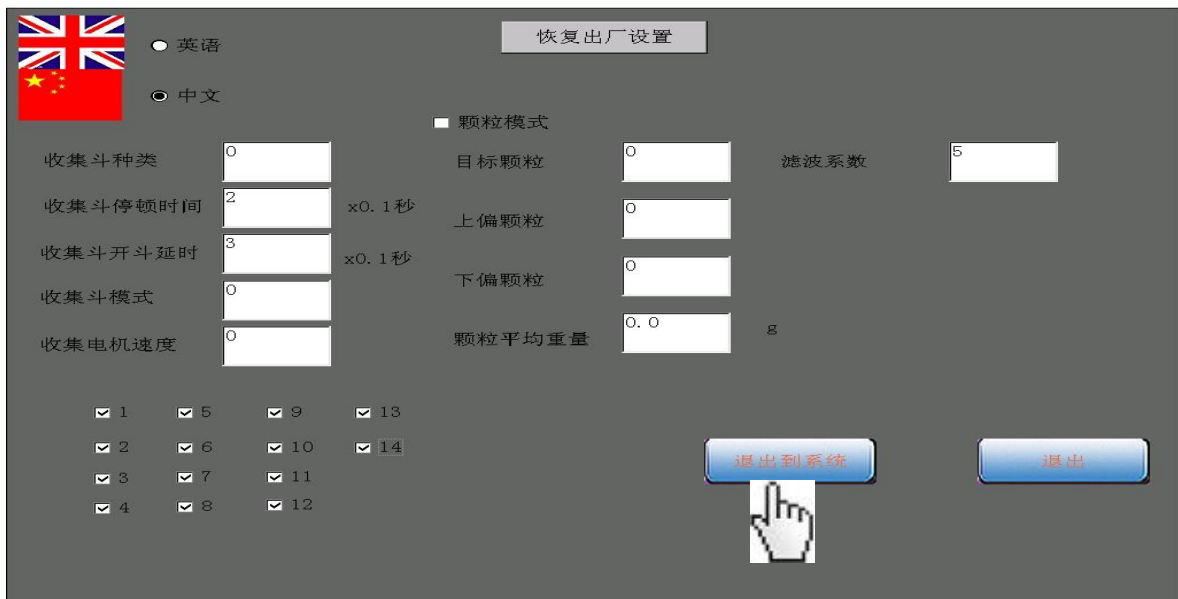 英语
恢复出厂设置
中文
颗粒模式
收集斗种类 0
目标颗粒 0
滤波系数 5
收集斗停顿时间 2 x0.1秒
上偏颗粒 0
收集斗开斗延时 3 x0.1秒
下偏颗粒 0
收集斗模式 0
颗粒平均重量 0.0 g
收集电机速度 0
1 5 9 13
2 6 10 14
3 7 11
4 8 12
退出到系统
退出